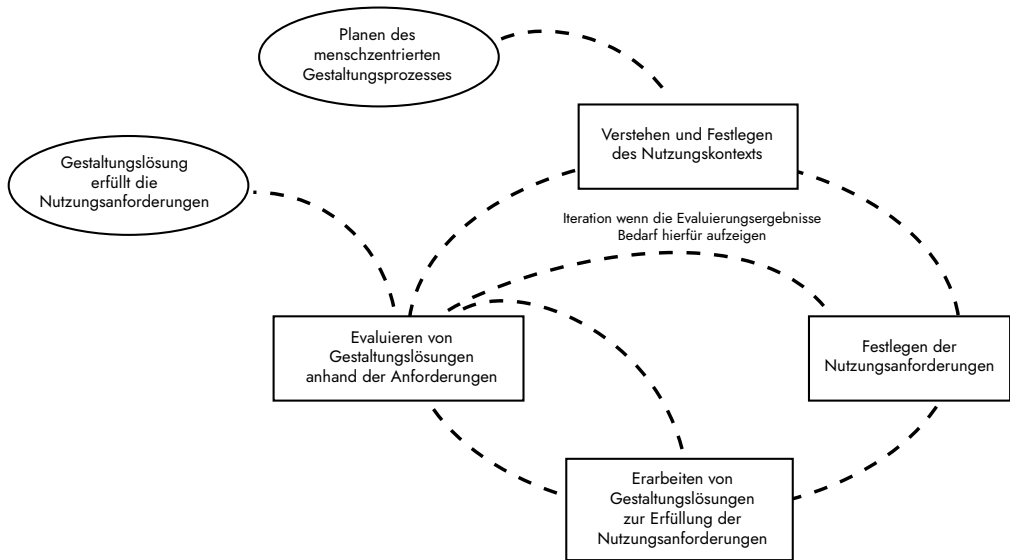 Planen des
menschzentrierten
Gestaltungsprozesses
Verstehen und Festlegen
des Nutzungskontexts
Gestaltungslösung
erfüllt die
Nutzungsanforderungen
Iteration wenn die Evaluierungsergebnisse
Bedarf hierfür aufzeigen
Evaluieren von
Gestaltungslösungen
anhand der Anforderungen
Festlegen der
Nutzungsanforderungen
Erarbeiten von
Gestaltungslösungen
zur Erfüllung der
Nutzungsanforderungen